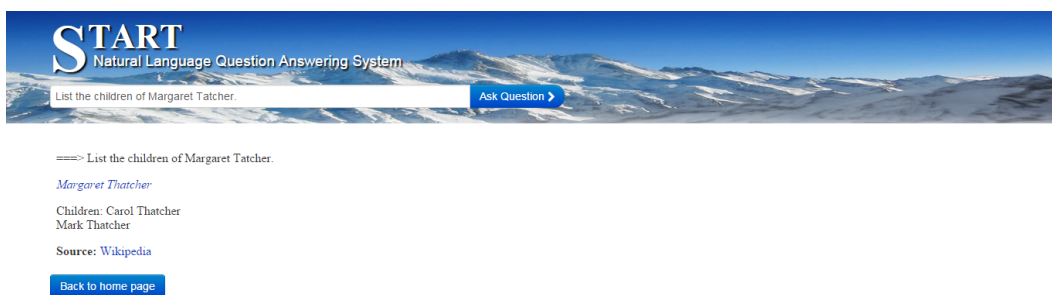 START
Natural Language Question Answering System
List the children of Margaret Tatcher.
Ask Question
===> List the children of Margaret Tatcher.
Margaret Thatcher
Children: Carol Thatcher
Mark Thatcher
Source: Wikipedia
Back to home page